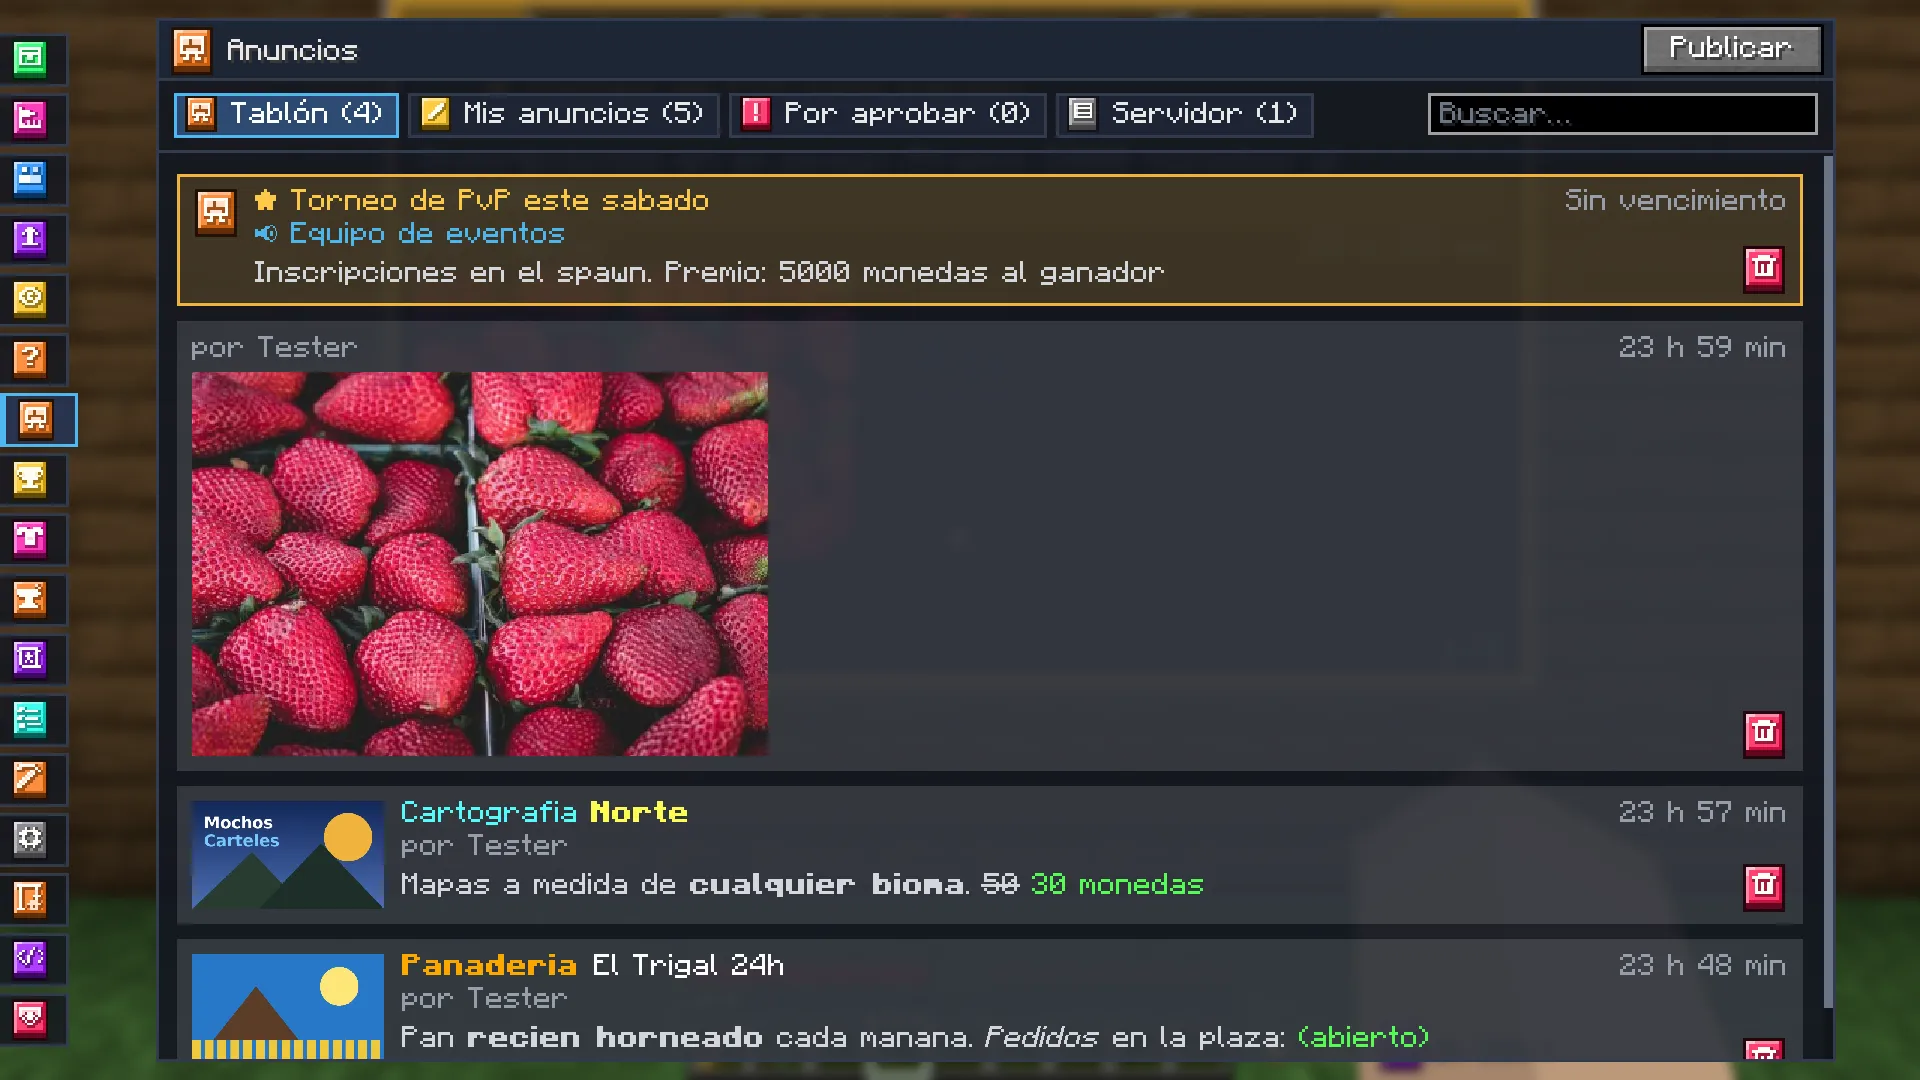 Anuncios
Publicar
Tablón (4)
Mis anuncios (5)
Por aprobar (0)
Servidor (1)
Buscar...
Torneo de PvP este sabado
Sin vencimiento
Equipo de eventos
Inscripciones en el spawn. Premio: 5000 monedas al ganador
por Tester
23 h 59 min
Mochos
Carteles
Cartografia Norte
23 h 57 min
por Tester
Mapas a medida de cualquier bioma. 50 30 monedas
Panaderia El Trigal 24h
23 h 48 min
por Tester
Pan recien horneado cada manana. Pedidos en la plaza: (abierto)